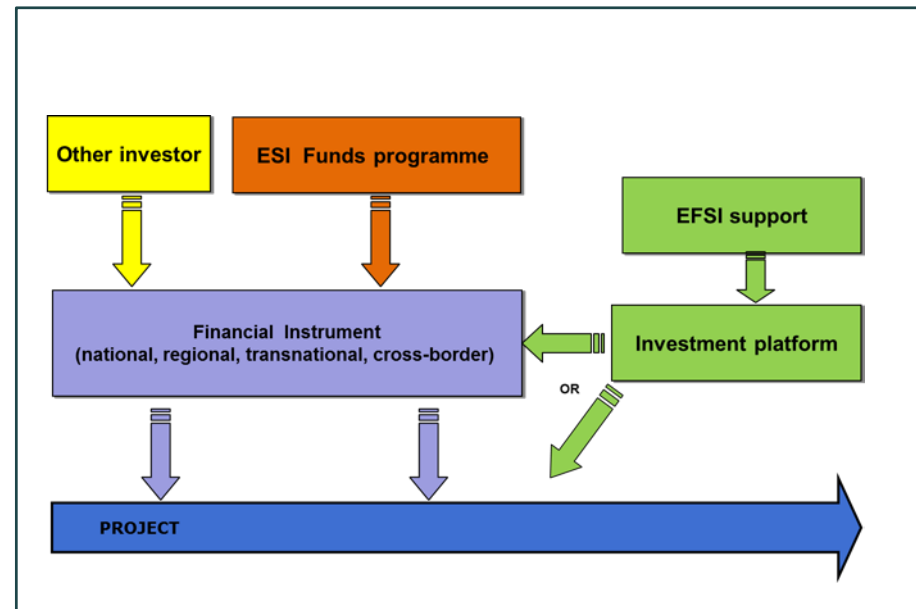 Other investor
ESI Funds programme
EFSI support
Financial Instrument
(national, regional, transnational, cross-border)
Investment platform
OR
PROJECT